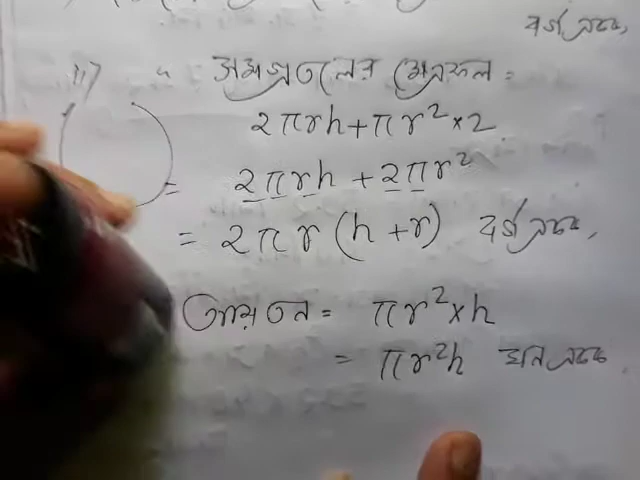 বর্গ একক,
সমগ্রতলের ক্ষেত্রফল =
2πrh+πr²×2
= 2πrh + 2πr²
= 2πr (h+r) বর্গ একক,
আয়তন = πr²×h
= πr²h ঘন একক